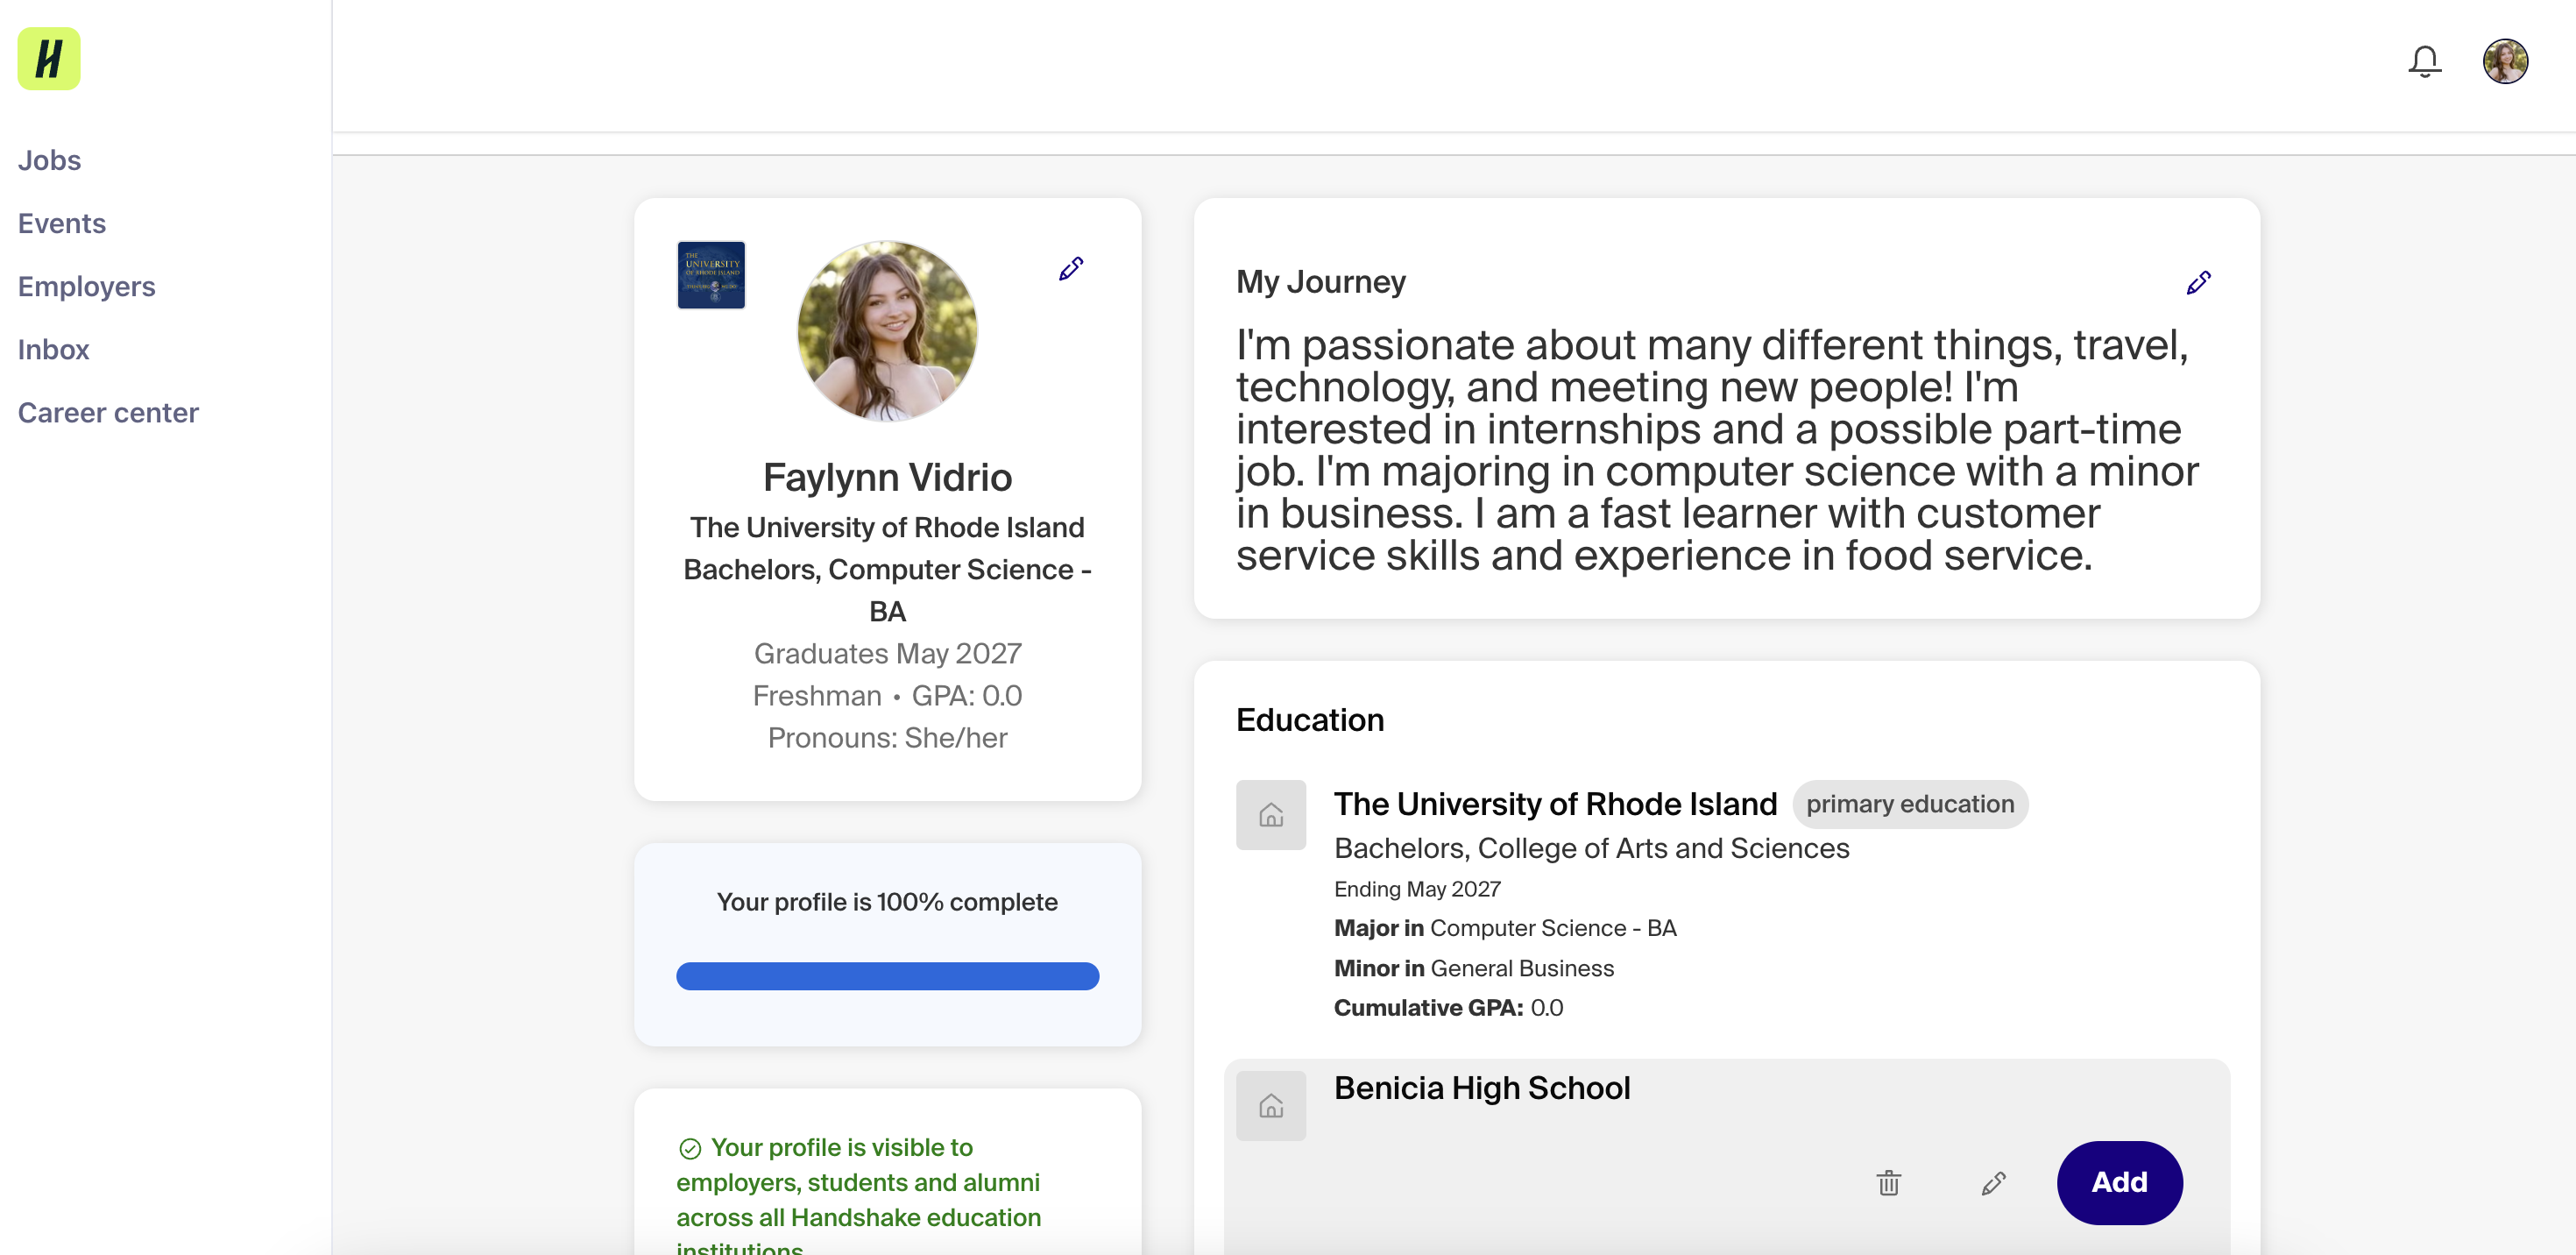 H
Jobs
Events
Employers
Inbox
Career center
THE
UNIVERSITY
OF RHODE ISLAND
Faylynn Vidrio
The University of Rhode Island
Bachelors, Computer Science -
BA
Graduates May 2027
Freshman • GPA: 0.0
Pronouns: She/her
Your profile is 100% complete
Your profile is visible to
employers, students and alumni
across all Handshake education
institutions
My Journey
I'm passionate about many different things, travel,
technology, and meeting new people! I'm
interested in internships and a possible part-time
job. I'm majoring in computer science with a minor
in business. I am a fast learner with customer
service skills and experience in food service.
Education
The University of Rhode Island primary education
Bachelors, College of Arts and Sciences
Ending May 2027
Major in Computer Science - BA
Minor in General Business
Cumulative GPA: 0.0
Benicia High School
Add